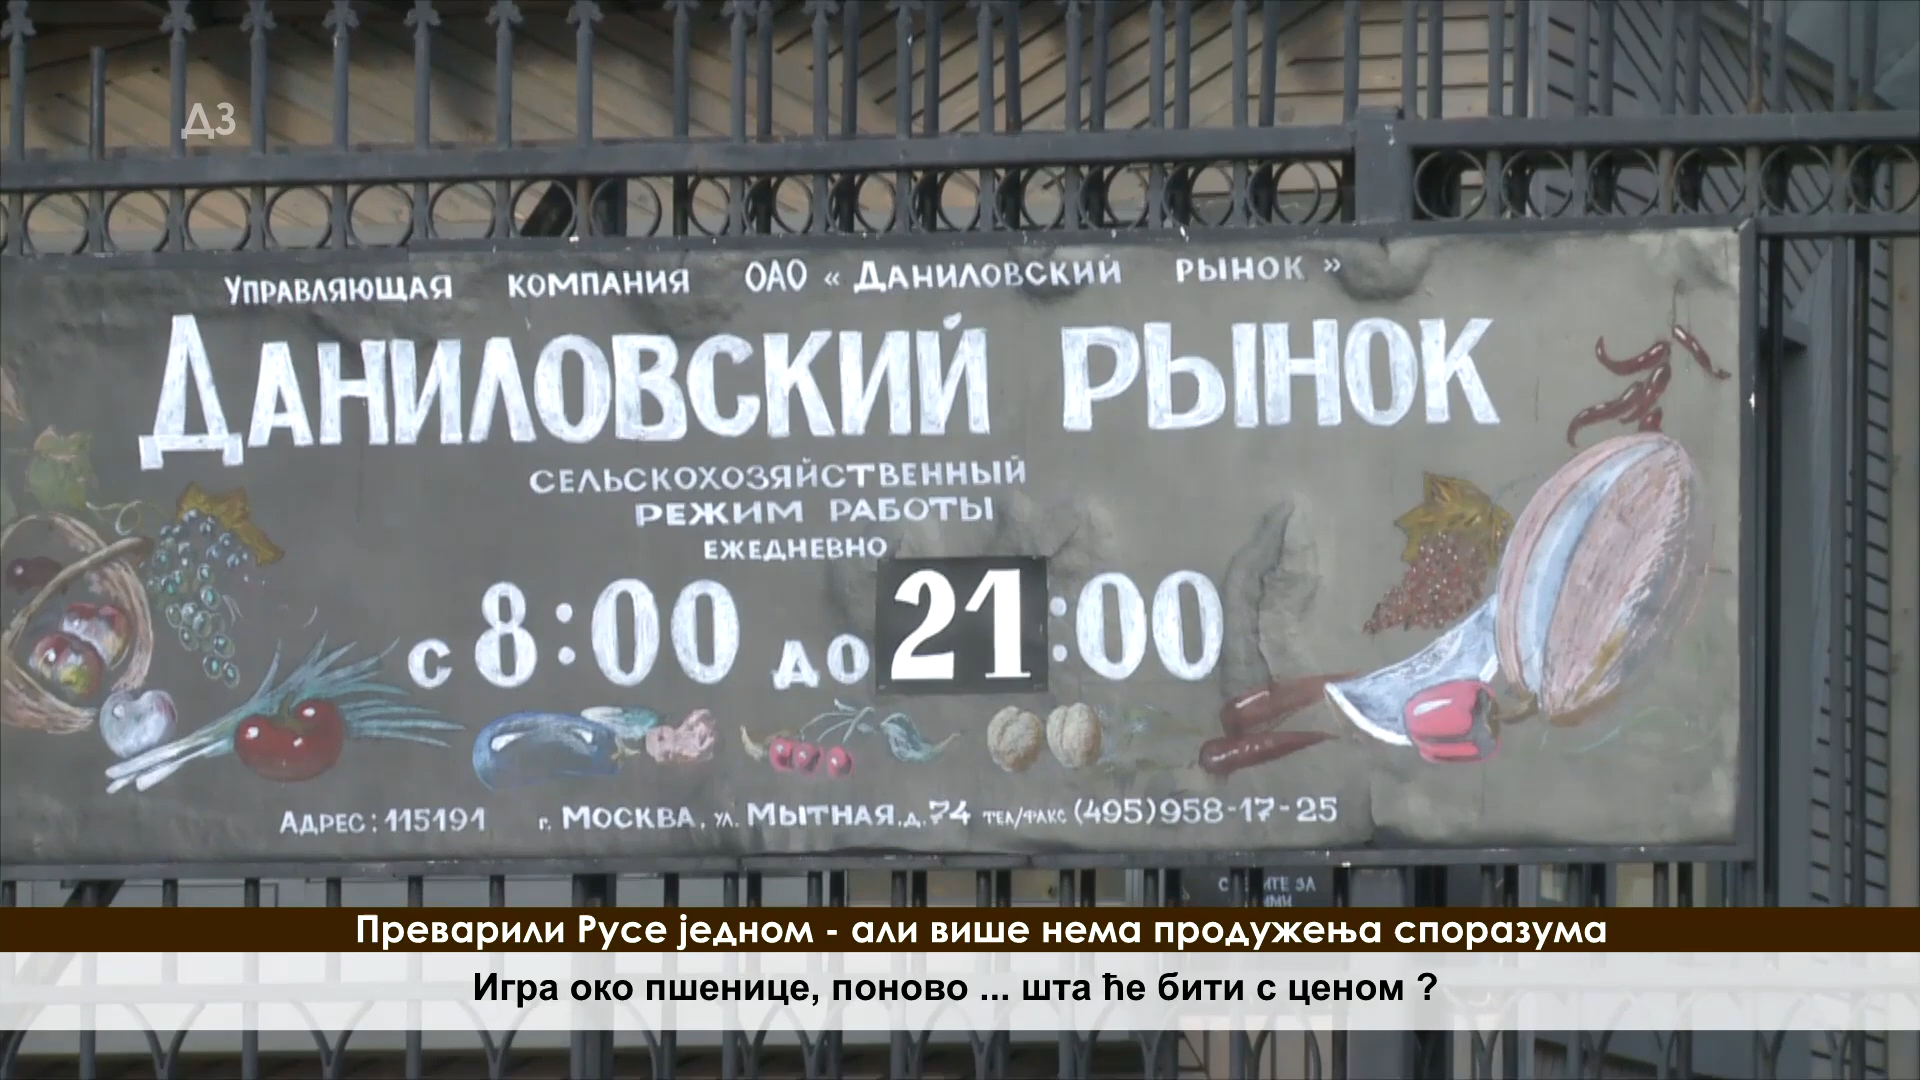 ДЗ
Управляющая компания ОАО « Даниловский рынок »
Даниловский рынок
сельскохозяйственный
режим работы
ежедневно
с 8:00 до 21:00
Адрес: 115191 г. Москва, ул. Мытная, д. 74 тел/факс (495) 958-17-25
за
Преварили Русе једном - али више нема продужења споразума
Игра око пшенице, поново ... шта ће бити с ценом ?